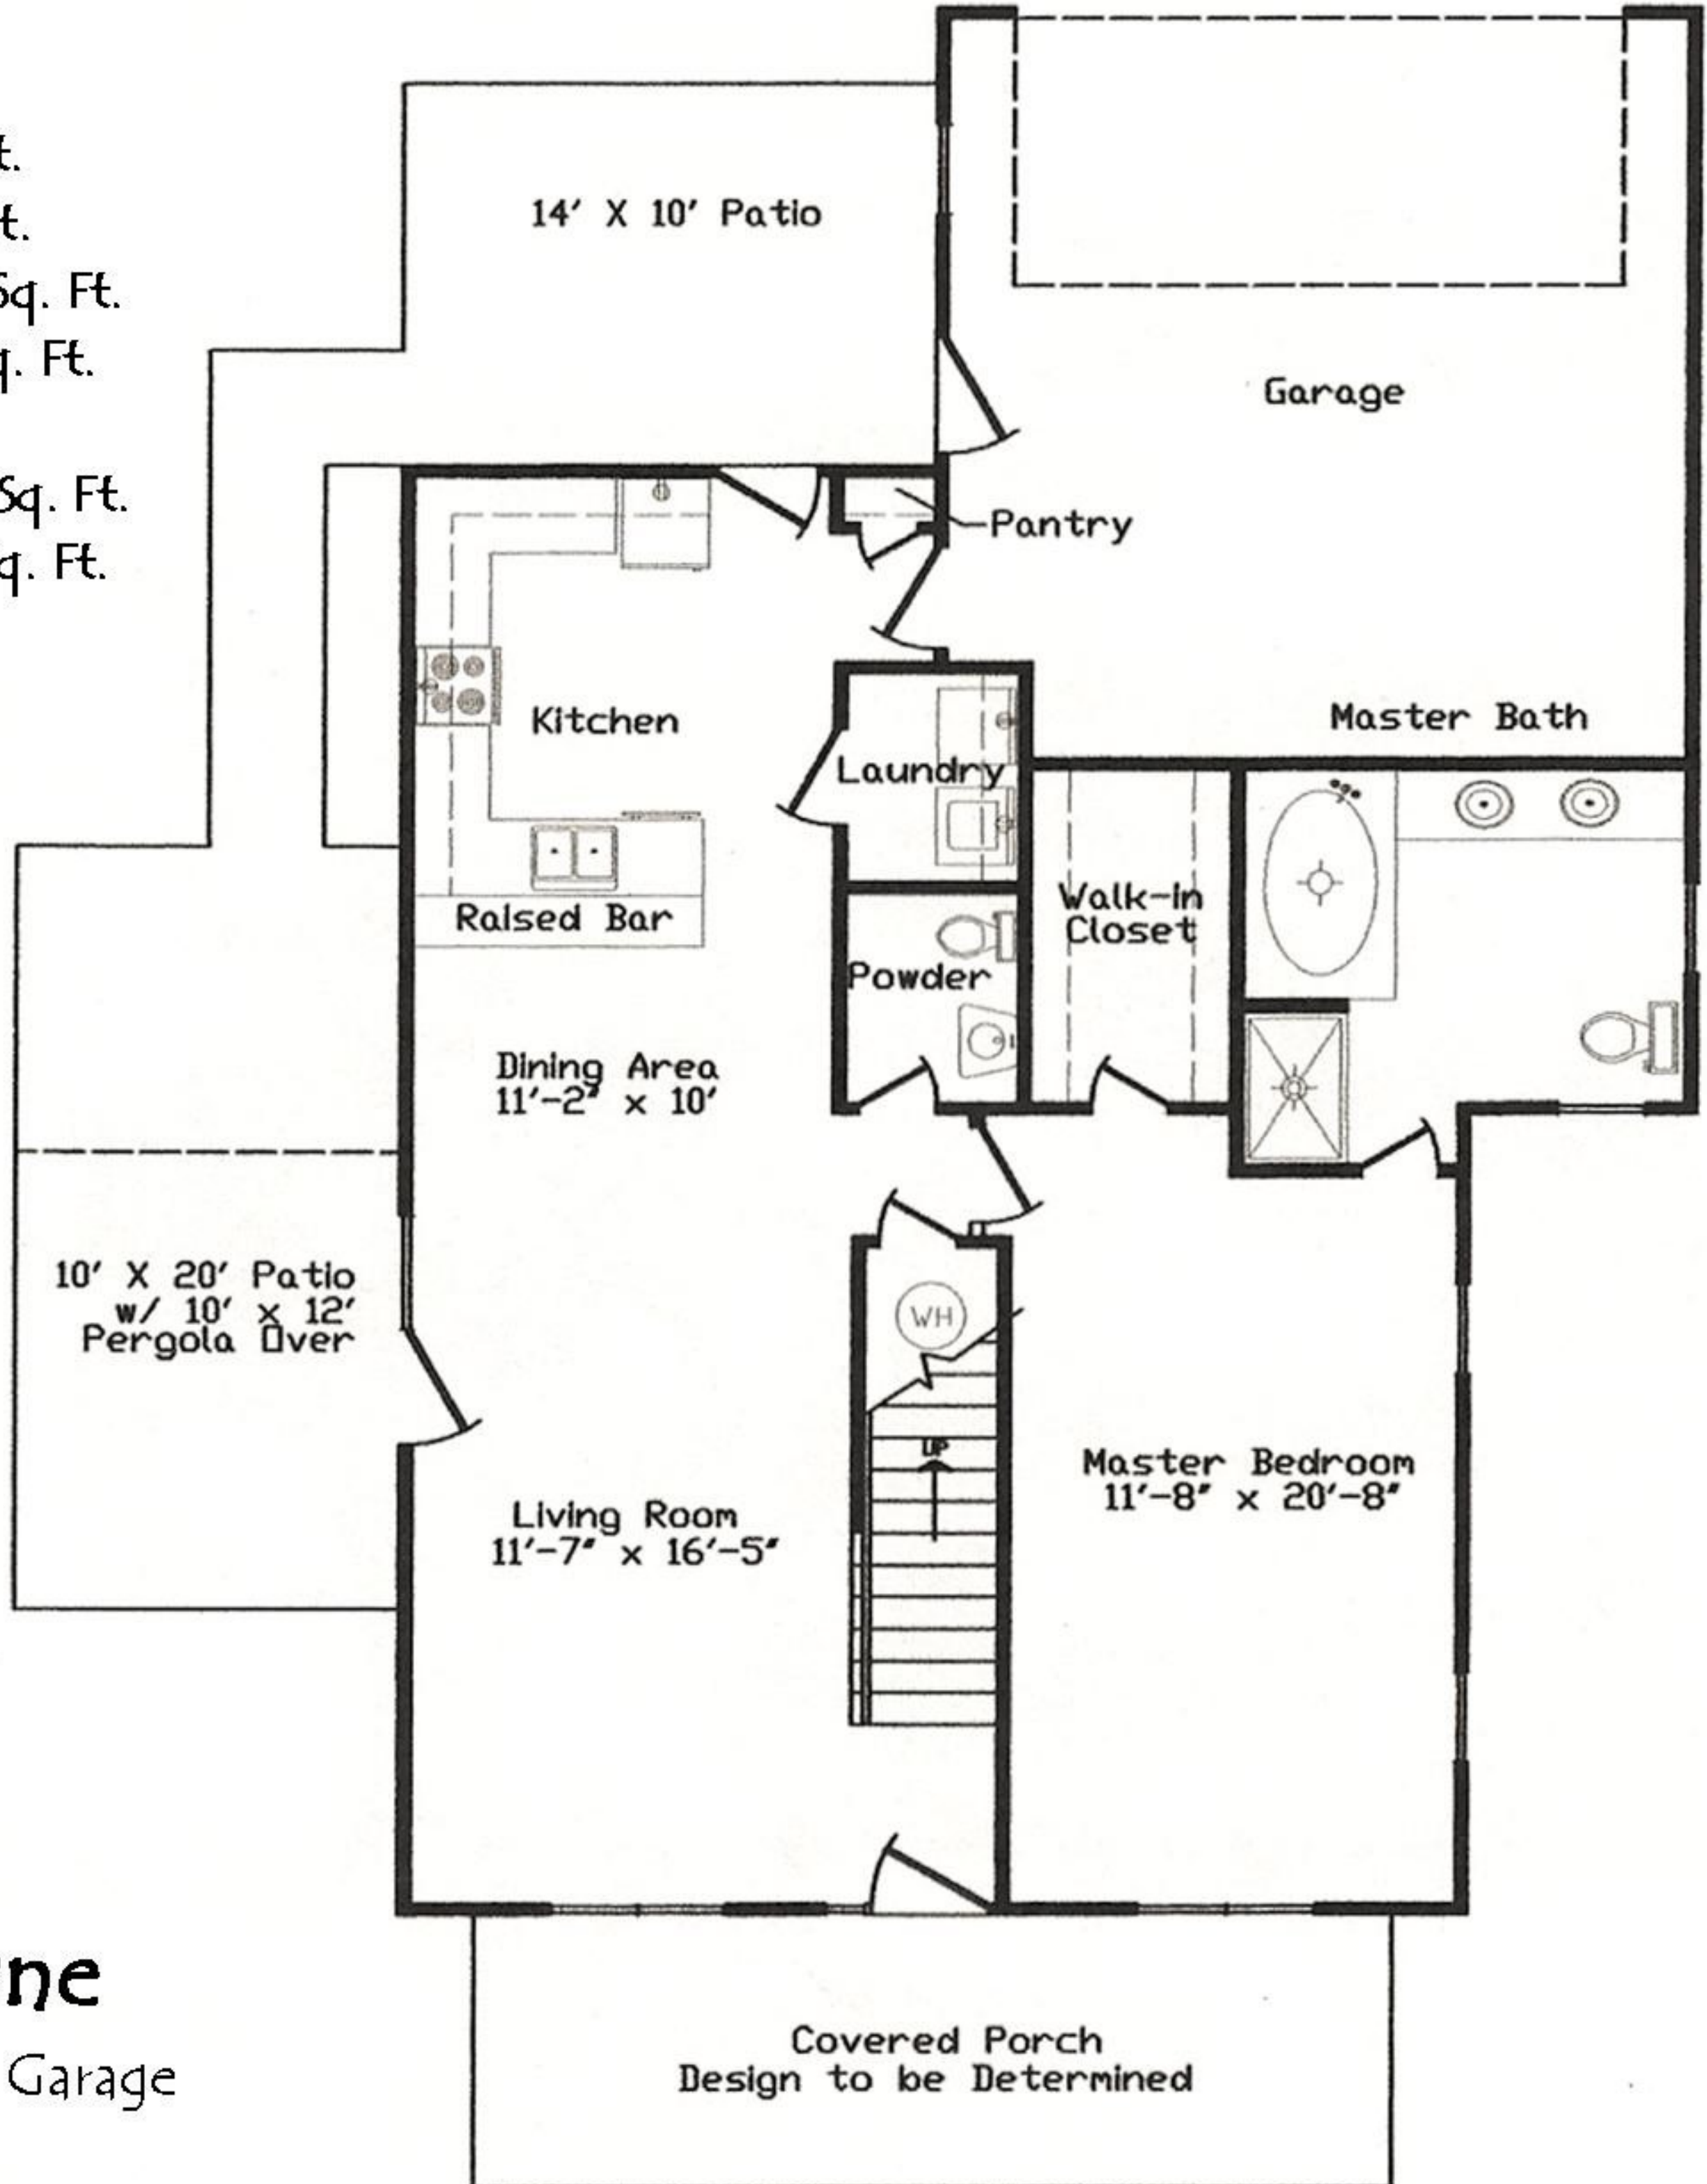 t.
t.
Sq. Ft.
q. Ft.
Sq. Ft.
q. Ft.
14' X 10' Patio
Garage
Pantry
Kitchen
Laundry
Master Bath
Raised Bar
Walk-in
Closet
Powder
Dining Area
11'-2" x 10'
10' X 20' Patio
w/ 10' x 12'
Pergola Over
WH
UP
Master Bedroom
11'-8" x 20'-8"
Living Room
11'-7" x 16'-5"
ne
Garage
Covered Porch
Design to be Determined